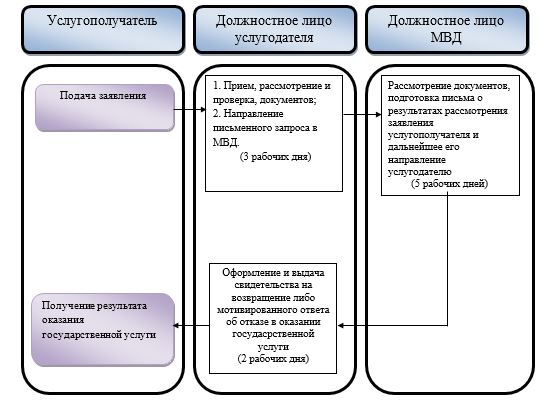 Услугополучатель
Должностное лицо
услугодателя
Должностное лицо
МВД
Подача заявления
1. Прием, рассмотрение и
проверка, документов;
2. Направление
письменного запроса в
МВД.
(3 рабочих дня)
Рассмотрение документов,
подготовка письма о
результатах рассмотрения
заявления
услугополучателя и
дальнейшее его
направление
услугодателю
(5 рабочих дней)
Оформление и выдача
свидетельства на
возвращение либо
мотивированного ответа
об отказе в оказании
государственной
услуги
(2 рабочих дня)
Получение результата
оказания
государственной услуги